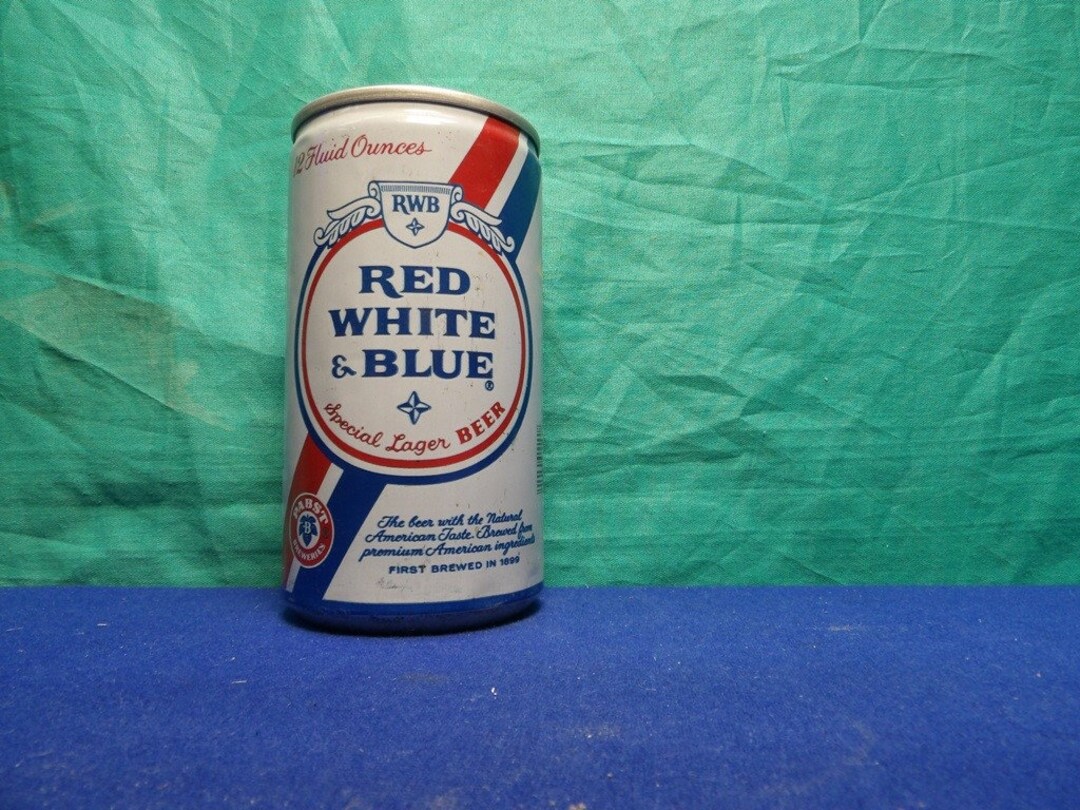 12 Fluid Ounces
RWB
RED
WHITE
& BLUE®
Special Lager BEER
PABST
B
BREWERIES
The beer with the Natural
American Taste. Brewed from
premium American ingredients
FIRST BREWED IN 1899